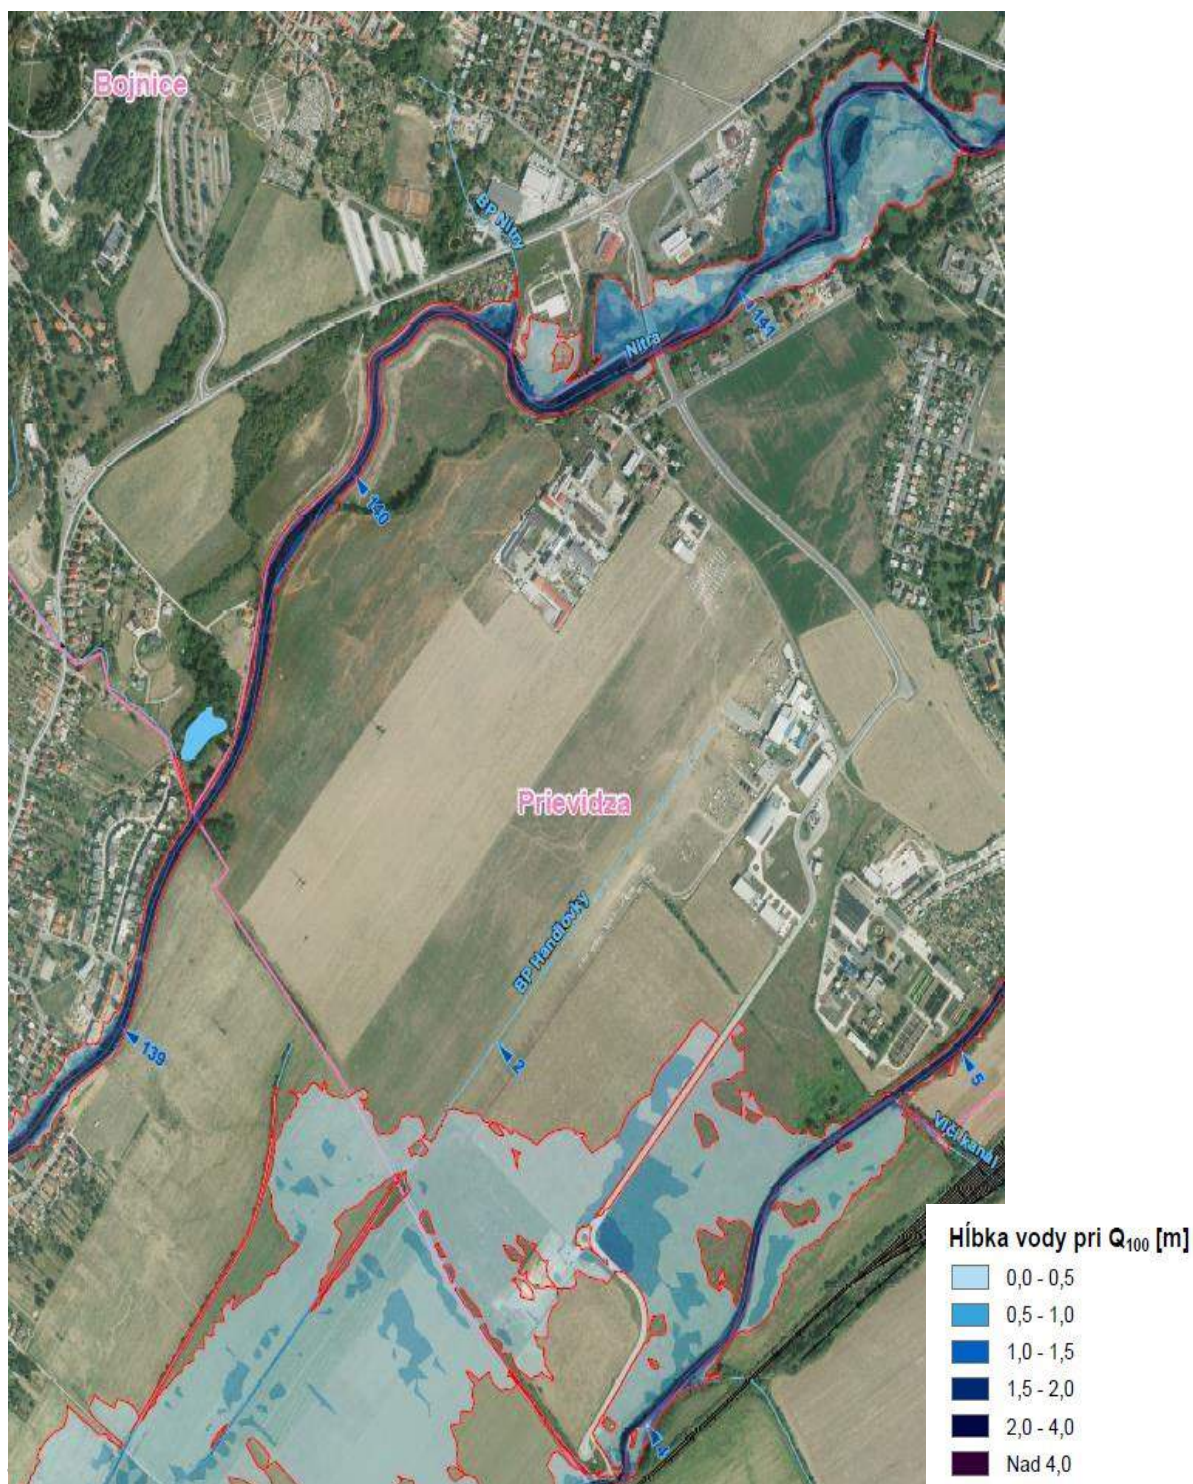 Bojnice
BP Nitry
141
Nitra
140
Prievidza
BP Handlovky
139
2
5
Vlčí kanál
4
Hĺbka vody pri Q₁₀₀ [m]
0,0 - 0,5
0,5 - 1,0
1,0 - 1,5
1,5 - 2,0
2,0 - 4,0
Nad 4,0